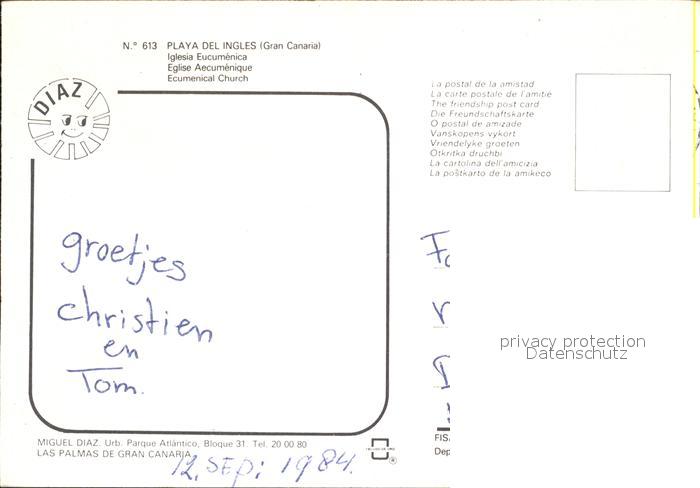 N.º 613 PLAYA DEL INGLES (Gran Canaria)
Iglesia Eucuménica
Eglise Aecuménique
Ecumenical Church
DIAZ
La postal de la amistad
La carte postale de l'amitié
The friendship post card
Die Freundschaftskarte
O postal de amizade
Vanskopens vykort
Vriendelyke groeten
Otkritka druchbi
La cartolina dell'amicizia
La poŝtkarto de la amikeco
groetjes
christien
en
Tom.
privacy protection
Datenschutz
MIGUEL DIAZ. Urb. Parque Atlántico, Bloque 31. Tel. 20 00 80
LAS PALMAS DE GRAN CANARIA
12, SEP; 1984.
FIS
Dep